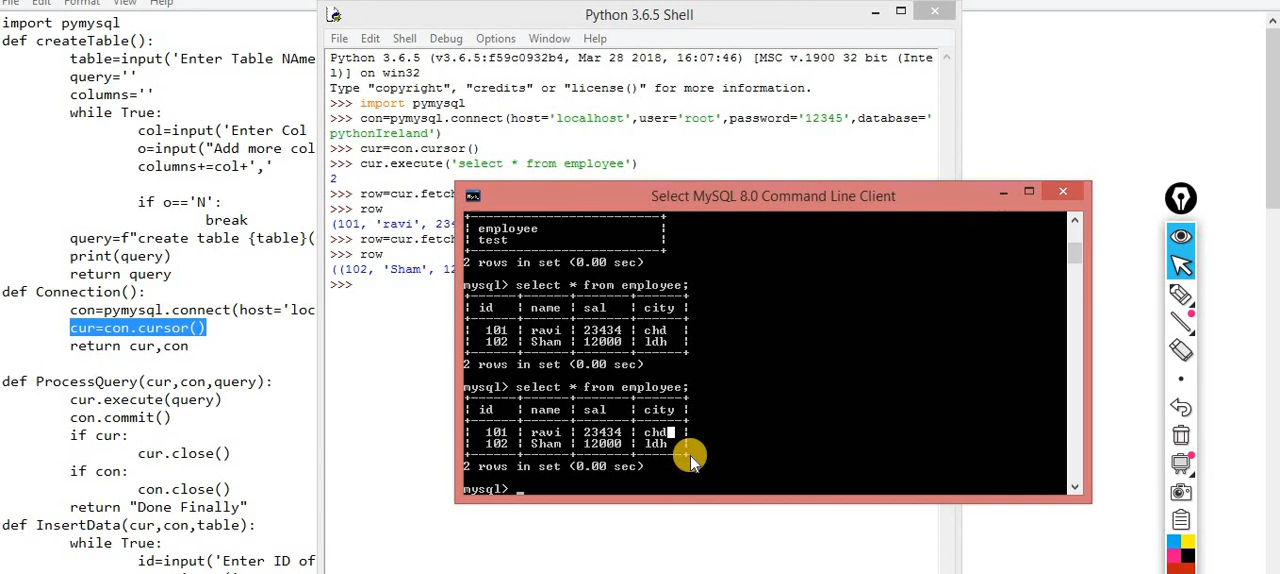 File Edit Format View Help
import pymysql
def createTable():
table=input('Enter Table NAme
query=''
columns=''
while True:
col=input('Enter Col
o=input("Add more col
columns+=col+','
if o=='N':
break
query=f"create table {table}(
print(query)
return query
def Connection():
con=pymysql.connect(host='loc
cur=con.cursor()
return cur,con
def ProcessQuery(cur,con,query):
cur.execute(query)
con.commit()
if cur:
cur.close()
if con:
con.close()
return "Done Finally"
def InsertData(cur,con,table):
while True:
id=input('Enter ID of
Python 3.6.5 Shell
File Edit Shell Debug Options Window Help
Python 3.6.5 (v3.6.5:f59c0932b4, Mar 28 2018, 16:07:46) [MSC v.1900 32 bit (Inte
l)] on win32
Type "copyright", "credits" or "license()" for more information.
>>> import pymysql
>>> con=pymysql.connect(host='localhost',user='root',password='12345',database='
pythonIreland')
>>> cur=con.cursor()
>>> cur.execute('select * from employee')
2
>>> row=cur.fetc
>>> row
(101, 'ravi', 234
>>> row=cur.fetc
>>> row
((102, 'Sham', 12
>>>
Select MySQL 8.0 Command Line Client
| employee |
| test |
2 rows in set (0.00 sec)
mysql> select * from employee;
| id | name | sal | city |
| 101 | ravi | 23434 | chd |
| 102 | Sham | 12000 | ldh |
2 rows in set (0.00 sec)
mysql> select * from employee;
| id | name | sal | city |
| 101 | ravi | 23434 | chd |
| 102 | Sham | 12000 | ldh |
2 rows in set (0.00 sec)
mysql> _